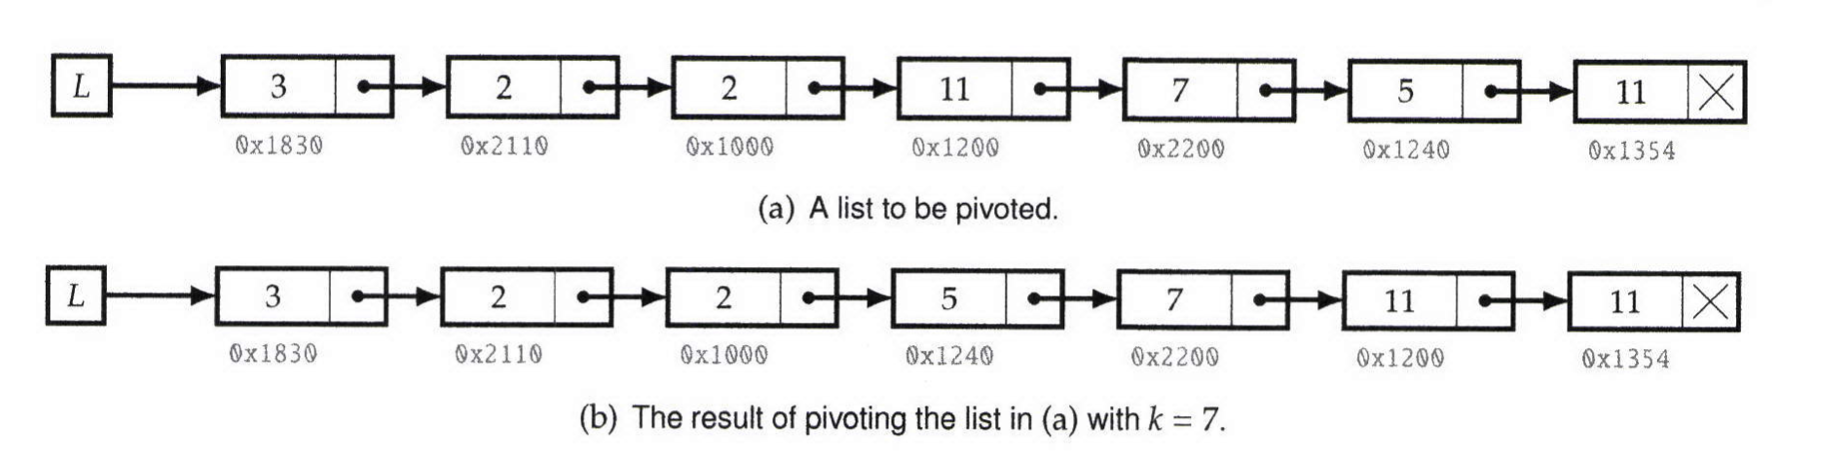 L 3 2 2 11 7 5 11
0x1830 0x2110 0x1000 0x1200 0x2200 0x1240 0x1354
(a) A list to be pivoted.
L 3 2 2 5 7 11 11
0x1830 0x2110 0x1000 0x1240 0x2200 0x1200 0x1354
(b) The result of pivoting the list in (a) with k = 7.